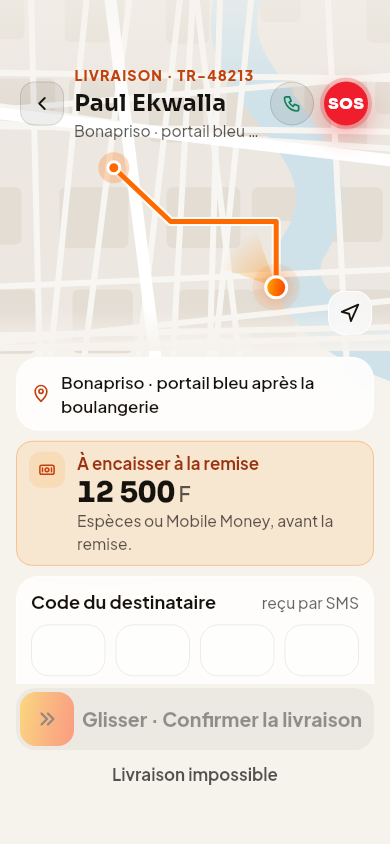 LIVRAISON · TR-48213
Paul Ekwalla
Bonapriso · portail bleu ...
SOS
Bonapriso · portail bleu après la
boulangerie
À encaisser à la remise
12 500 F
Espèces ou Mobile Money, avant la
remise.
Code du destinataire
reçu par SMS
Glisser · Confirmer la livraison
Livraison impossible